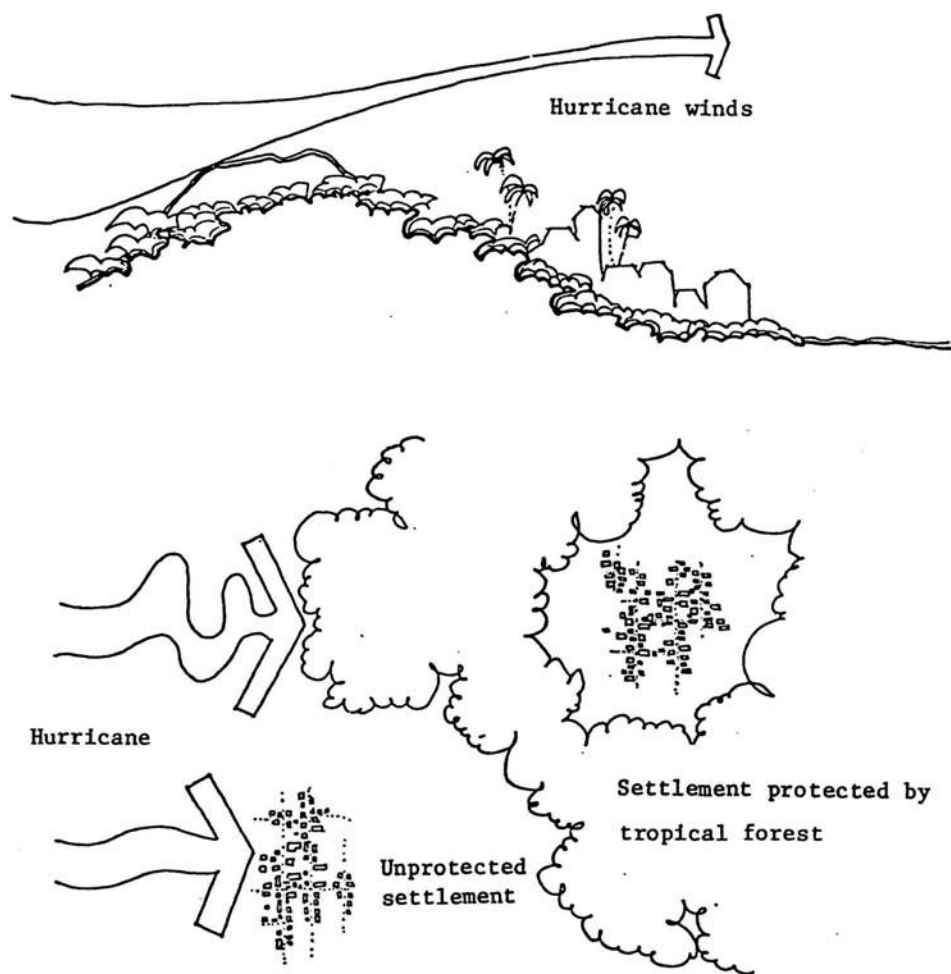 Hurricane winds
Hurricane
Settlement protected by
tropical forest
Unprotected
settlement